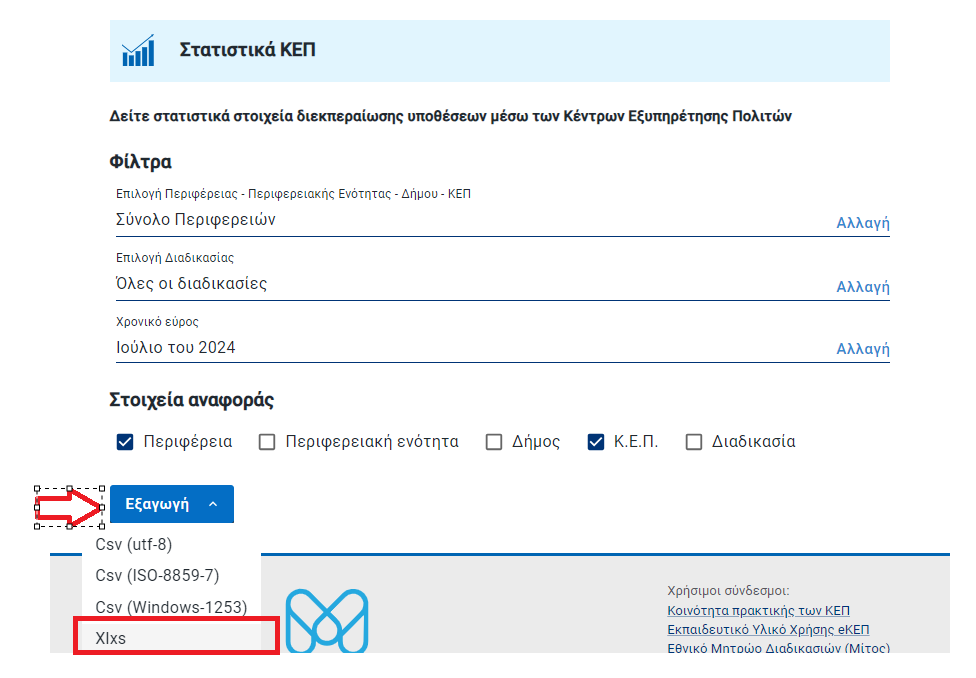 Στατιστικά ΚΕΠ
Δείτε στατιστικά στοιχεία διεκπεραίωσης υποθέσεων μέσω των Κέντρων Εξυπηρέτησης Πολιτών
Φίλτρα
Επιλογή Περιφέρειας - Περιφερειακής Ενότητας - Δήμου - ΚΕΠ
Σύνολο Περιφερειών Αλλαγή
Επιλογή Διαδικασίας
Όλες οι διαδικασίες Αλλαγή
Χρονικό εύρος
Ιούλιο του 2024 Αλλαγή
Στοιχεία αναφοράς
Περιφέρεια Περιφερειακή ενότητα Δήμος Κ.Ε.Π. Διαδικασία
Εξαγωγή
Csv (utf-8)
Csv (ISO-8859-7)
Csv (Windows-1253)
Xlxs
Χρήσιμοι σύνδεσμοι:
Κοινότητα πρακτικής των ΚΕΠ
Εκπαιδευτικό Υλικό Χρήσης eΚΕΠ
Εθνικό Μητρώο Διαδικασιών (Μίτος)